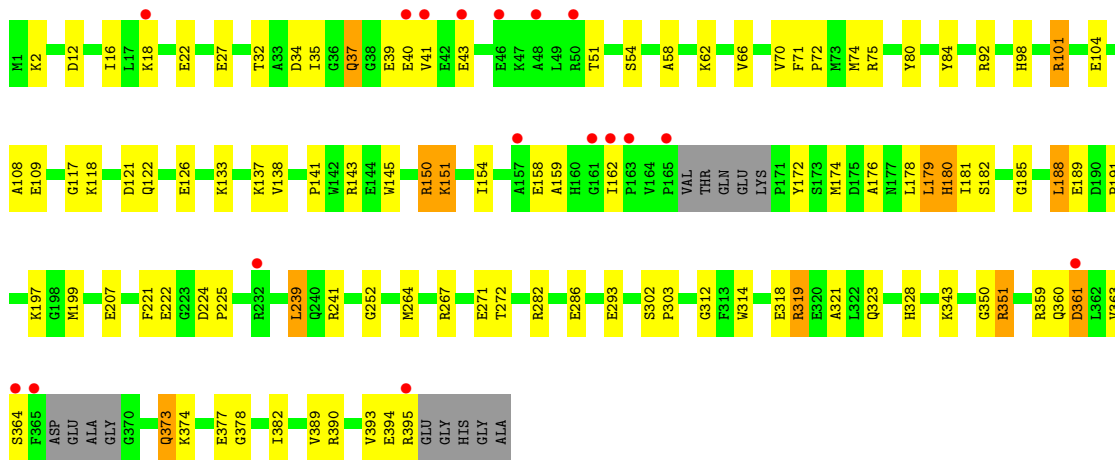 M1 K2 D12 I16 L17 K18 E22 E27 T32 A33 D34 I35 G36 Q37 G38 E39 E40 V41 E42 E43 E46 K47 A48 L49 R50 T51 S54 A58 K62 V66 V70 F71 P72 M73 M74 R75 Y80 Y84 R92 H98 R101 E104
A108 E109 G117 K118 D121 Q122 E126 K133 K137 V138 P141 W142 R143 E144 W145 R150 K151 I154 A157 E158 A159 H160 G161 I162 P163 V164 P165 VAL THR GLN GLU LYS P171 Y172 S173 M174 D175 A176 N177 L178 L179 H180 I181 S182 G185 L188 E189 D190
K197 G198 M199 E207 F221 E222 G223 D224 P225 R232 L239 Q240 R241 G252 M264 R267 E271 T272 R282 E286 E293 S302 P303 G312 F313 W314 E318 R319 E320 A321 L322 Q323 H328 K343 G350 R351 R359 Q360 D361 L362
S364 F365 ASP GLU ALA GLY G370 Q373 K374 E377 G378 I382 V389 R390 V393 E394 R395 GLU GLY HIS GLY ALA